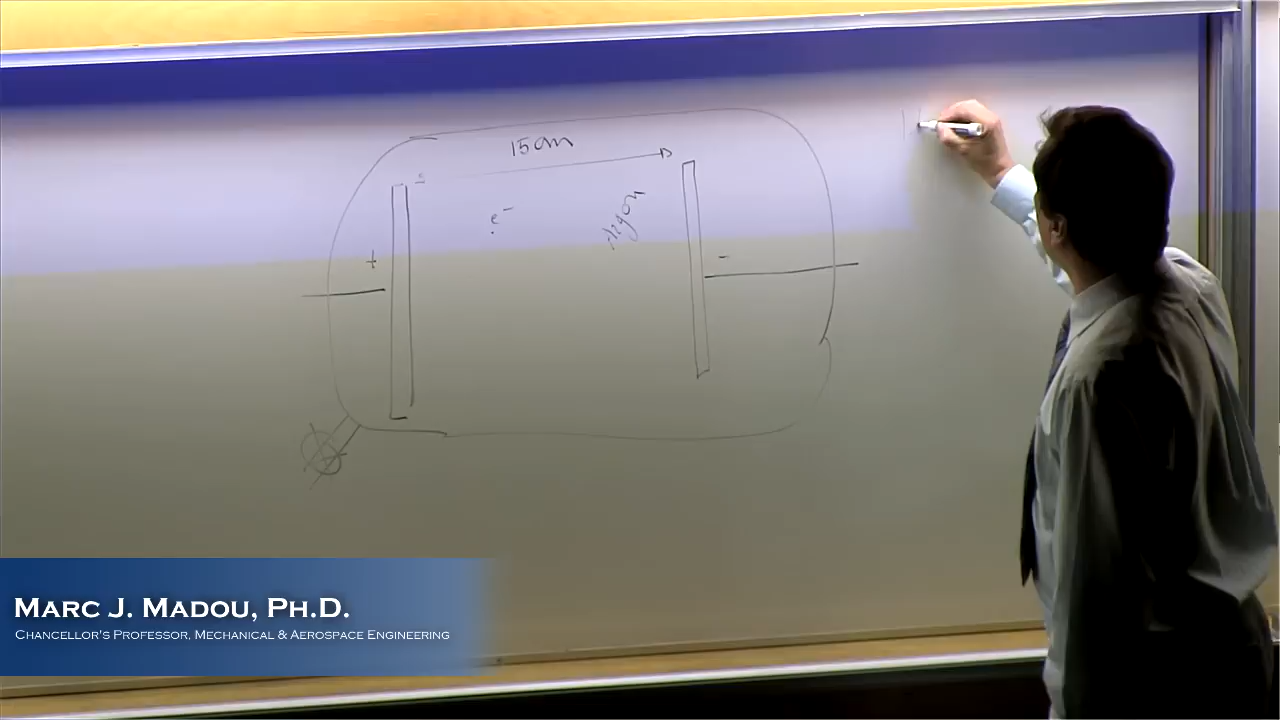 15cm
e-
Argon
+
-
MARC J. MADOU, PH.D.
CHANCELLOR'S PROFESSOR, MECHANICAL & AEROSPACE ENGINEERING